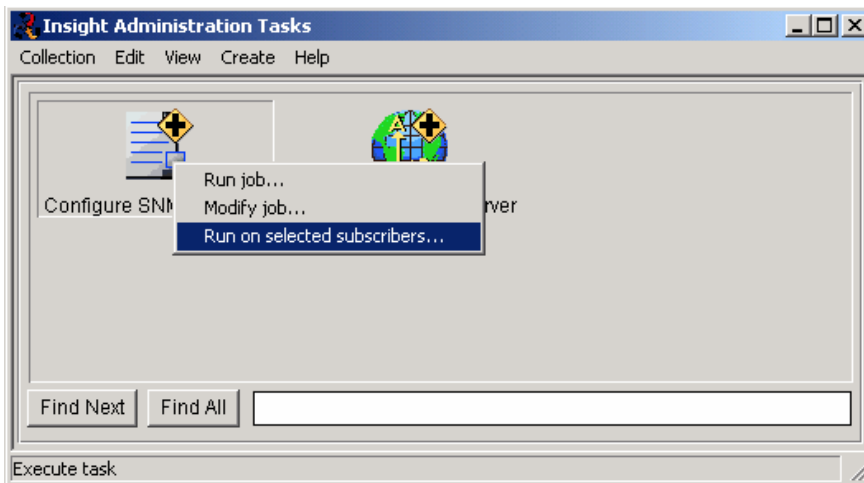 Insight Administration Tasks
Collection Edit View Create Help
Run job...
Configure SNM
Modify job...
rver
Run on selected subscribers...
Find Next Find All
Execute task